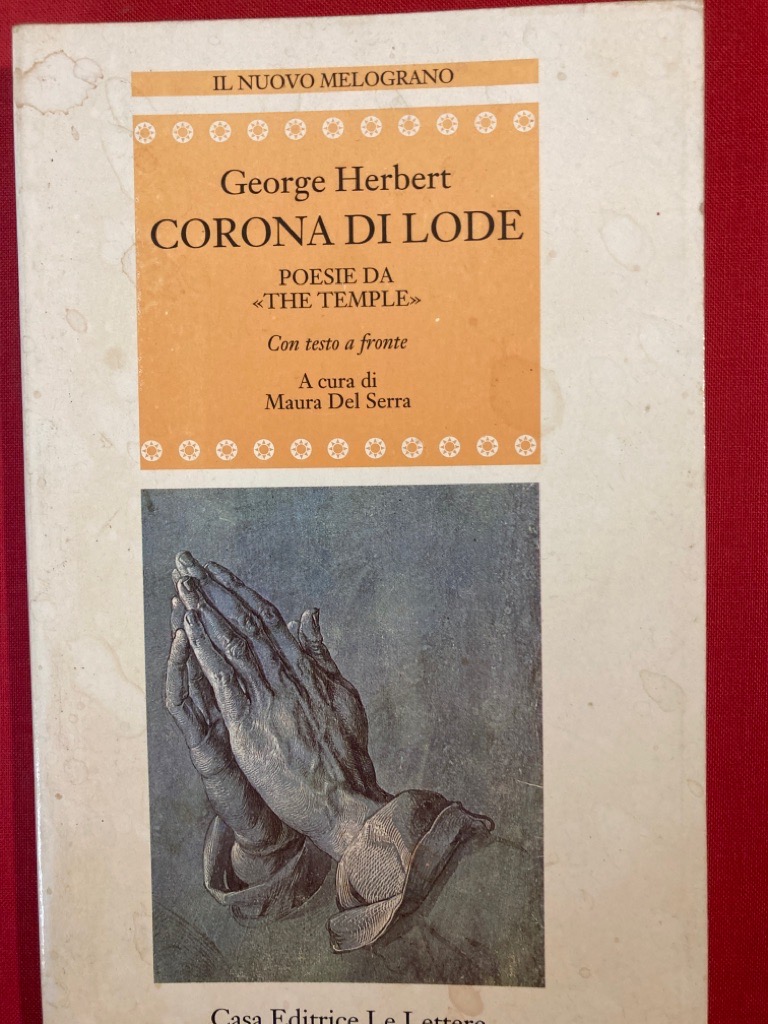 IL NUOVO MELOGRANO
George Herbert
CORONA DI LODE
POESIE DA
«THE TEMPLE»
Con testo a fronte
A cura di
Maura Del Serra
Casa Editrice Le Lettere